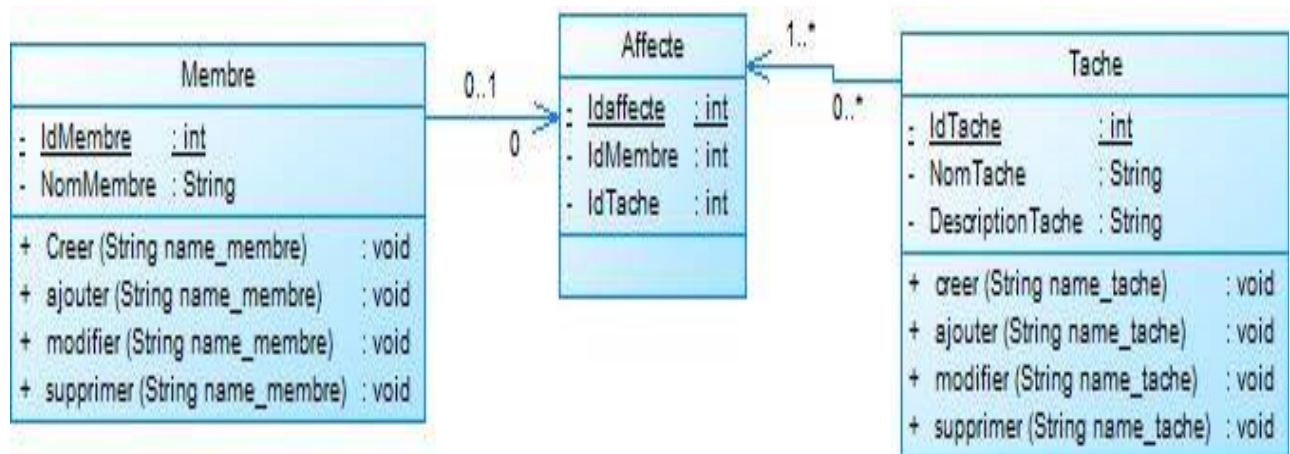 Membre
- IdMembre : int
- NomMembre : String
+ Creer (String name_membre) : void
+ ajouter (String name_membre) : void
+ modifier (String name_membre) : void
+ supprimer (String name_membre) : void
0..1
0
Affecte
- Idaffecte : int
- IdMembre : int
- IdTache : int
1..*
0..*
Tache
- IdTache : int
- NomTache : String
- DescriptionTache : String
+ creer (String name_tache) : void
+ ajouter (String name_tache) : void
+ modifier (String name_tache) : void
+ supprimer (String name_tache) : void